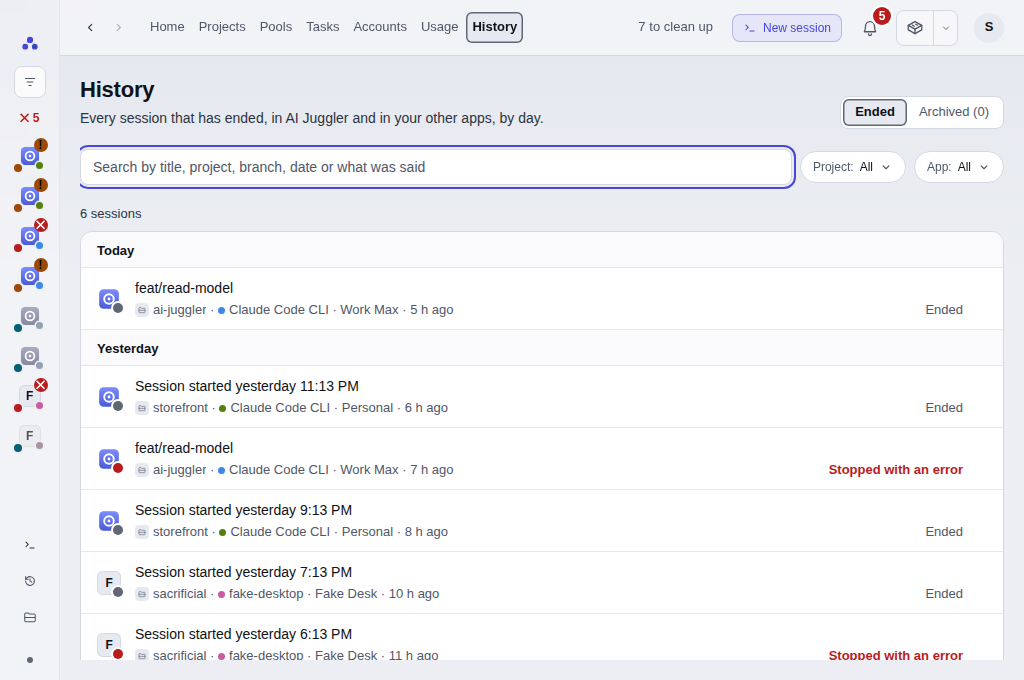 Home Projects Pools Tasks Accounts Usage History
7 to clean up
New session
5
S
5
!
!
!
F
F
History
Every session that has ended, in AI Juggler and in your other apps, by day.
Ended Archived (0)
Search by title, project, branch, date or what was said
Project: All
App: All
6 sessions
Today
feat/read-model
ai-juggler · Claude Code CLI · Work Max · 5 h ago
Ended
Yesterday
Session started yesterday 11:13 PM
storefront · Claude Code CLI · Personal · 6 h ago
Ended
feat/read-model
ai-juggler · Claude Code CLI · Work Max · 7 h ago
Stopped with an error
Session started yesterday 9:13 PM
storefront · Claude Code CLI · Personal · 8 h ago
Ended
F
Session started yesterday 7:13 PM
sacrificial · fake-desktop · Fake Desk · 10 h ago
Ended
F
Session started yesterday 6:13 PM
sacrificial · fake-desktop · Fake Desk · 11 h ago
Stopped with an error